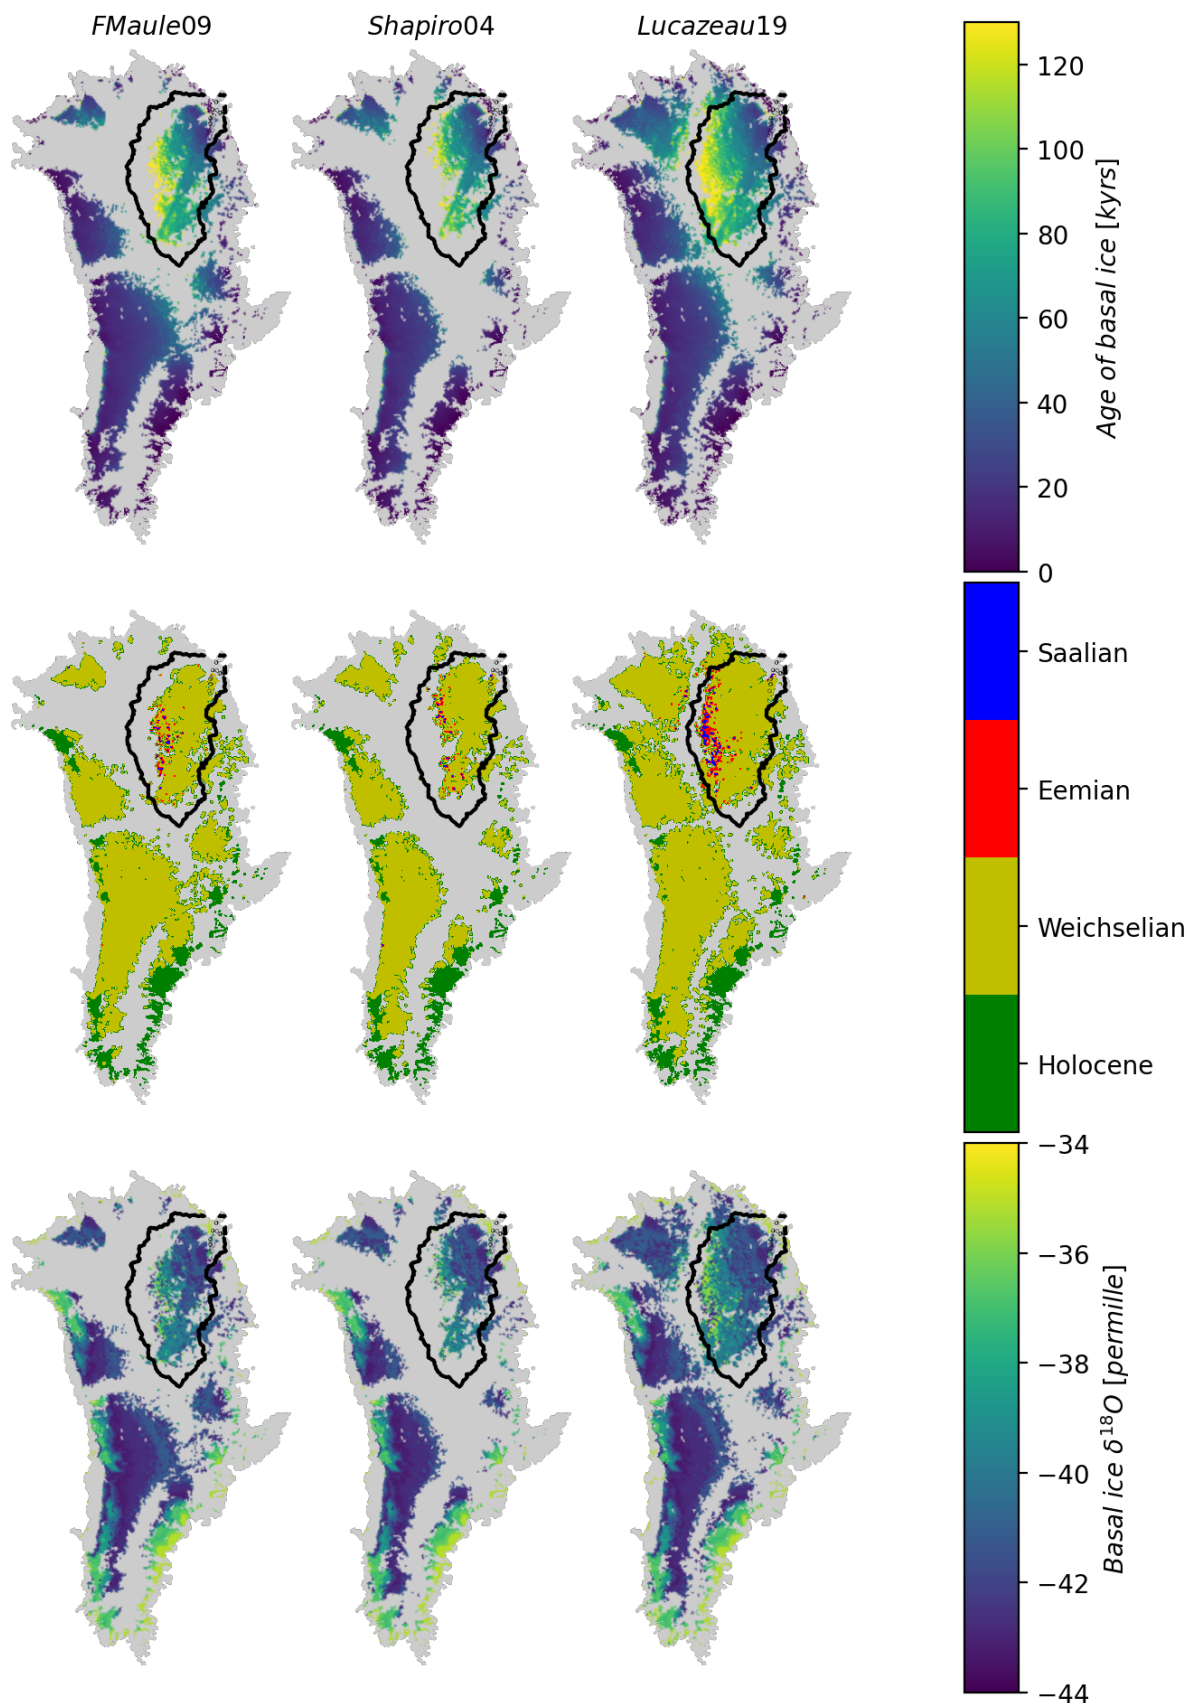 FMaule09 Shapiro04 Lucazeau19
120
100
80
60
40
20
0
Age of basal ice [kyrs]
Saalian
Eemian
Weichselian
Holocene
−34
−36
−38
−40
−42
−44
Basal ice δ¹⁸O [permille]